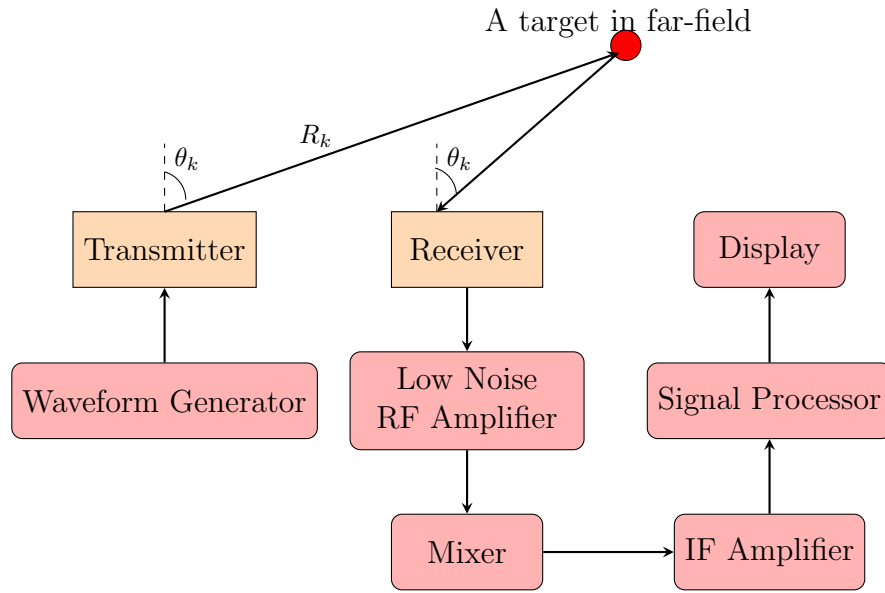 A target in far-field
R_k
θ_k
θ_k
Transmitter
Receiver
Display
Waveform Generator
Low Noise
RF Amplifier
Signal Processor
Mixer
IF Amplifier